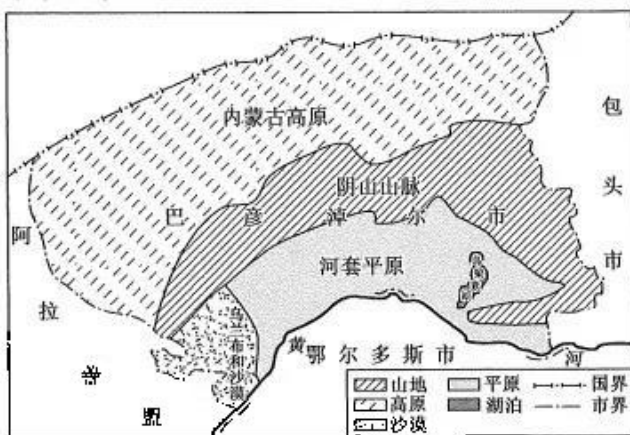 内蒙古高原
包头市
阴山山脉
巴彦淖尔市
阿拉善盟
河套平原
乌兰布和沙漠
黄河
鄂尔多斯市
山地 平原 国界
高原 湖泊 市界
沙漠